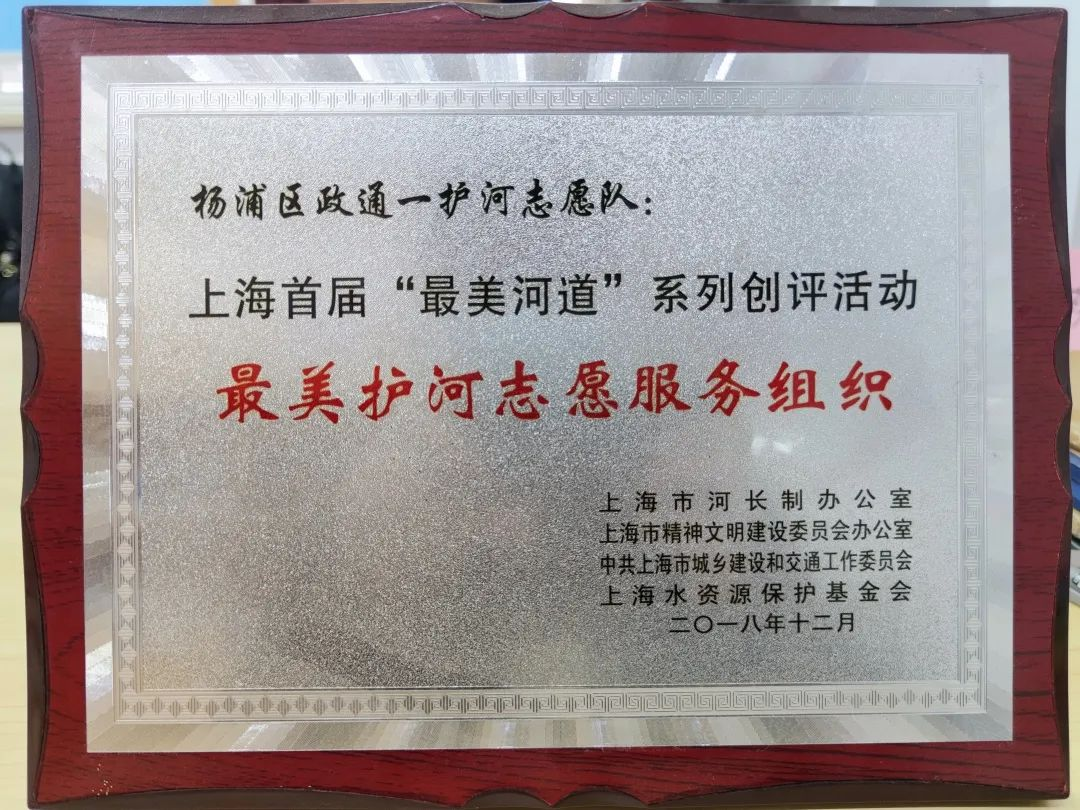 杨浦区政通一护河志愿队：
上海首届“最美河道”系列创评活动
最美护河志愿服务组织
上海市河长制办公室
上海市精神文明建设委员会办公室
中共上海市城乡建设和交通工作委员会
上海水资源保护基金会
二〇一八年十二月